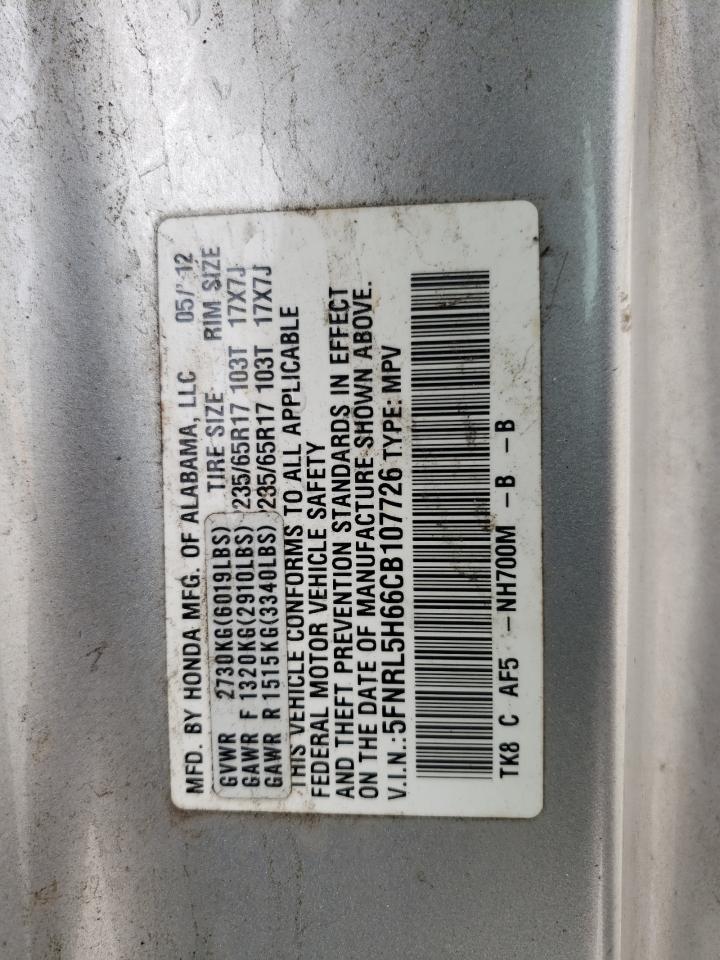 MFD. BY HONDA MFG. OF ALABAMA, LLC 05/'12
TIRE SIZE RIM SIZE
GVWR 2730KG(6019LBS)
GAWR F 1320KG(2910LBS) 235/65R17 103T 17X7J
GAWR R 1515KG(3340LBS) 235/65R17 103T 17X7J
THIS VEHICLE CONFORMS TO ALL APPLICABLE
FEDERAL MOTOR VEHICLE SAFETY
AND THEFT PREVENTION STANDARDS IN EFFECT
ON THE DATE OF MANUFACTURE SHOWN ABOVE.
V.I.N.:5FNRL5H66CB107726 TYPE: MPV
TK8 C AF5 -NH700M -B -B